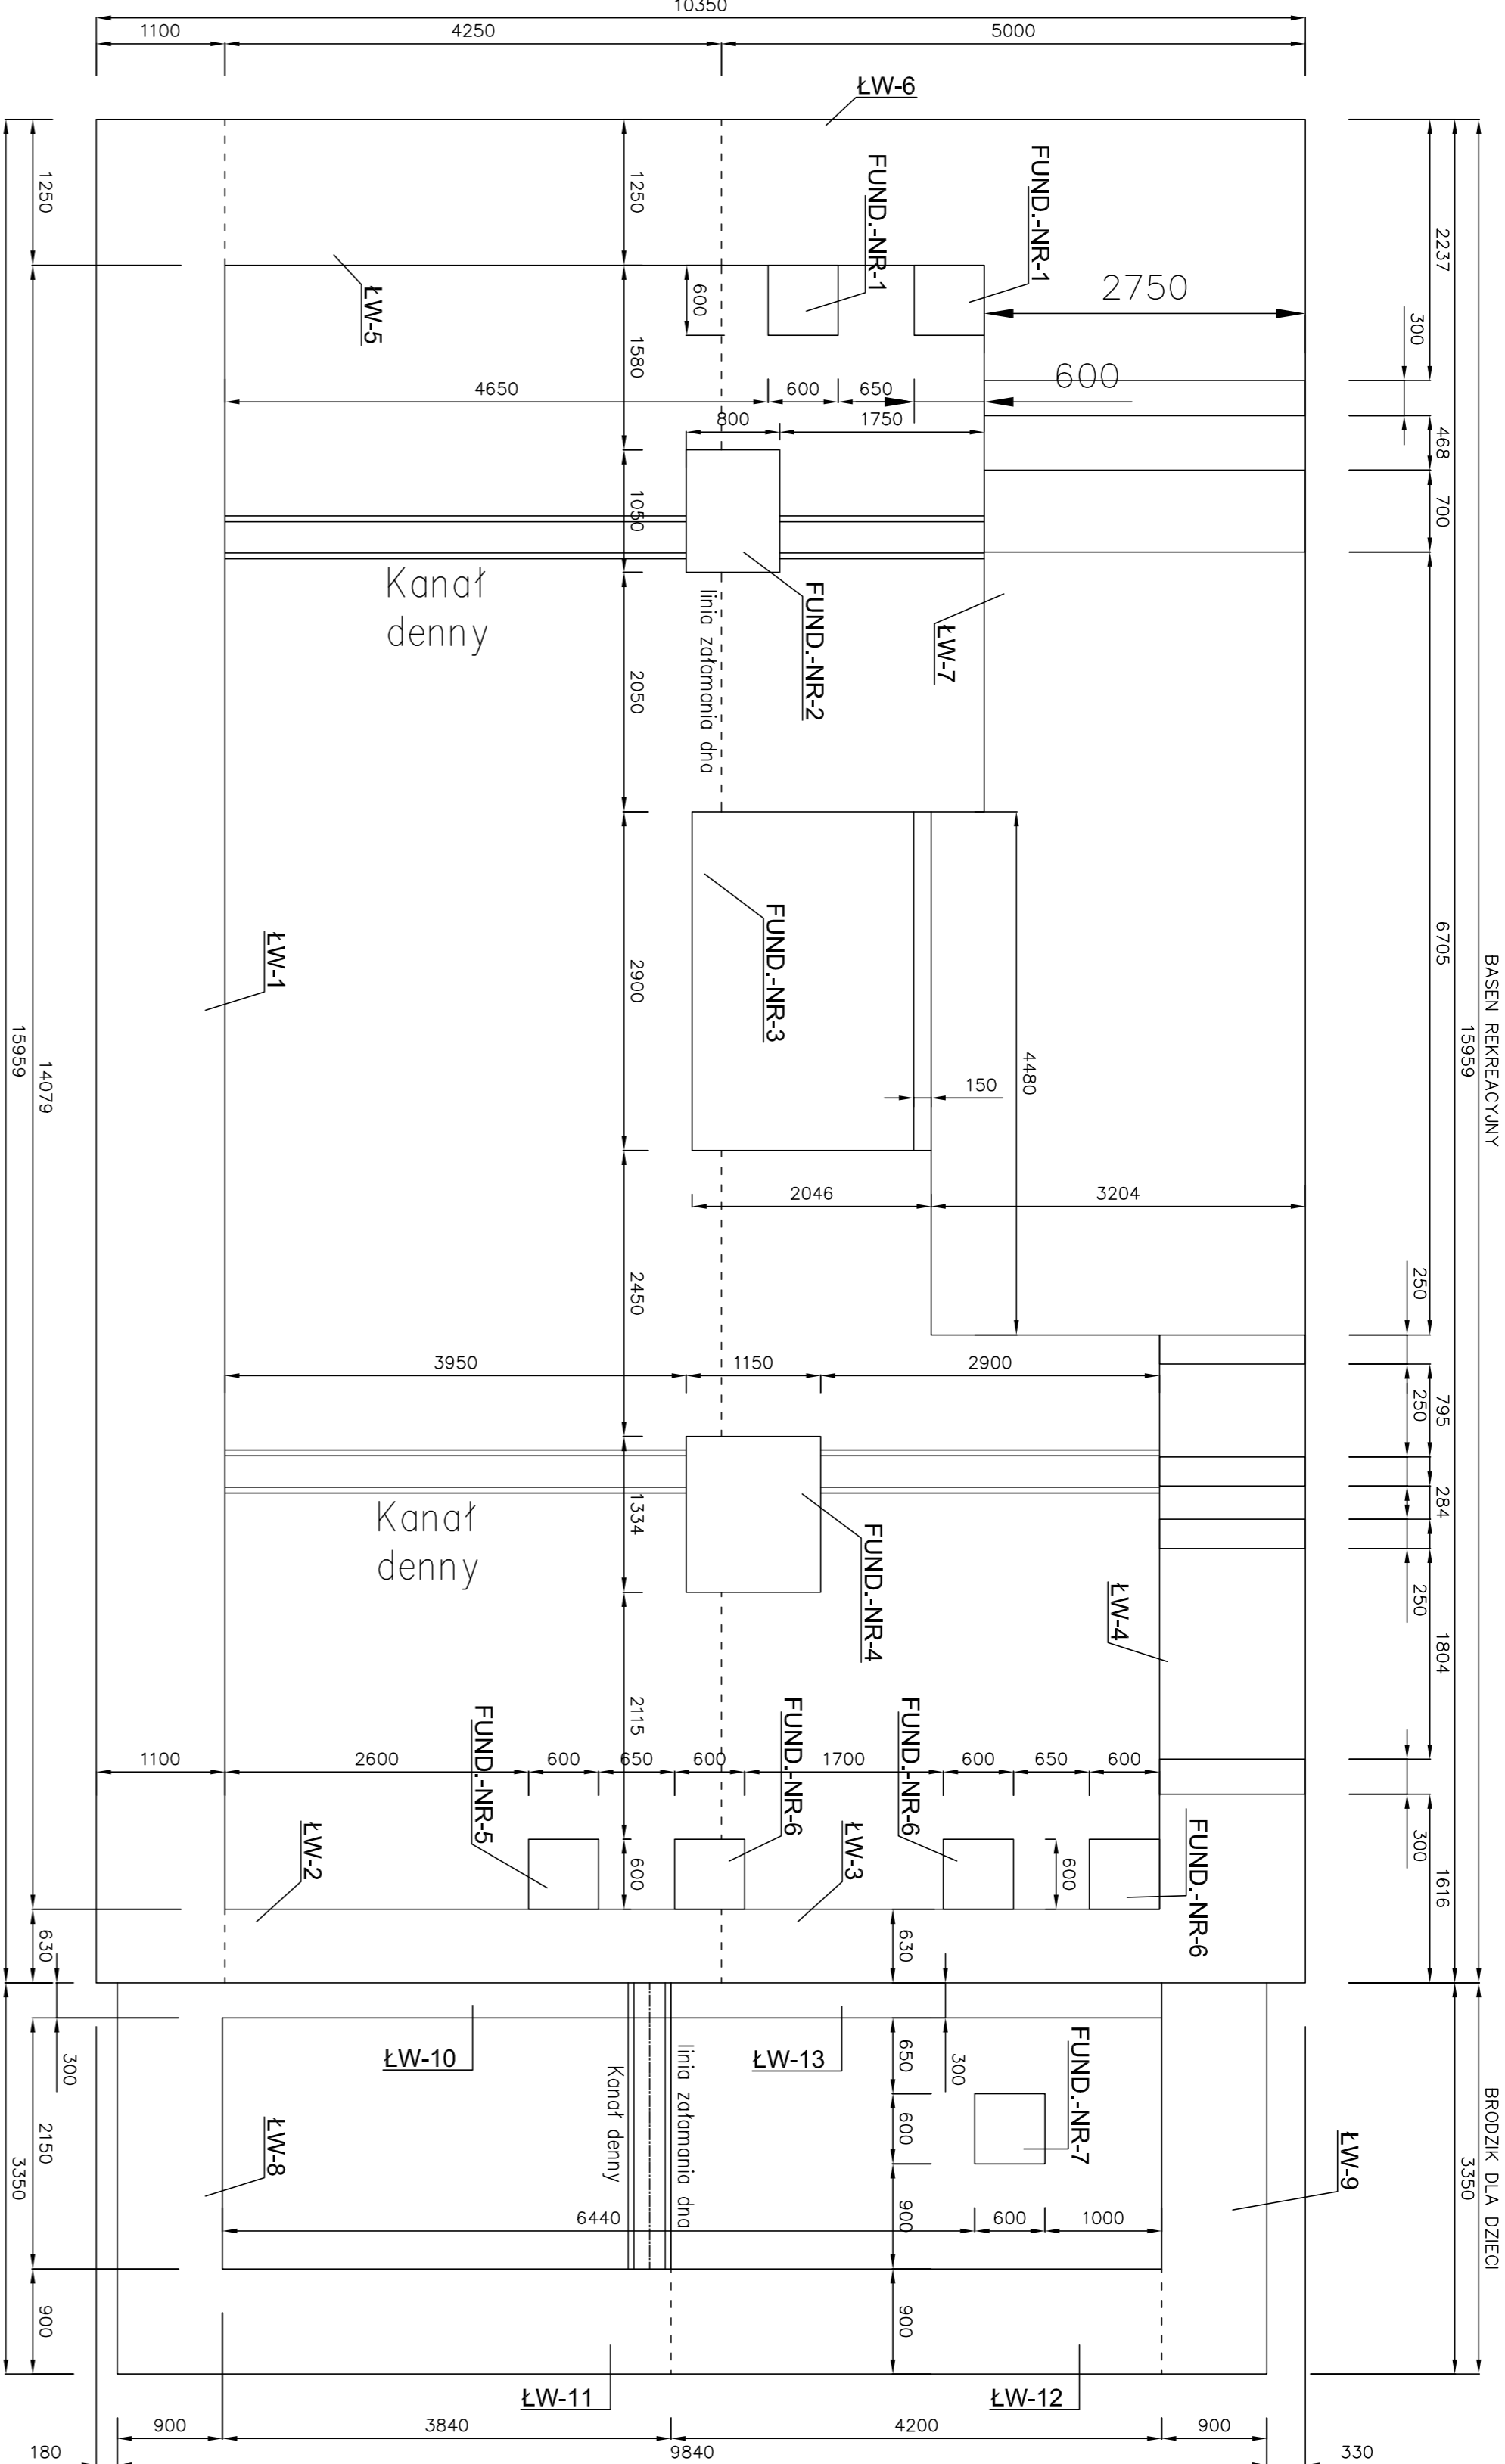 10350
1100
4250
5000
ŁW-6
BASEN REKREACYJNY
15959
2237
300
468
700
6705
250
795
250
284
250
1804
300
1616
1250
1250
FUND.-NR-1
FUND.-NR-1
2750
600
ŁW-5
600
1580
4650
600
650
800
1750
1050
Kanał
denny
linia załamania dna
FUND.-NR-2
ŁW-7
2050
FUND.-NR-3
2900
150
4480
ŁW-1
14079
15959
2046
3204
2450
3950
1150
2900
1334
Kanał
denny
FUND.-NR-4
ŁW-4
2115
1100
2600
600
650
600
1700
600
650
600
FUND.-NR-5
FUND.-NR-6
FUND.-NR-6
FUND.-NR-6
600
600
ŁW-2
ŁW-3
630
630
300
300
ŁW-10
ŁW-13
650
FUND.-NR-7
600
900
Kanał denny
linia załamania dna
BRODZIK DLA DZIECI
3350
ŁW-9
ŁW-8
2150
3350
6440
600
1000
900
900
ŁW-11
ŁW-12
900
3840
4200
900
180
9840
330